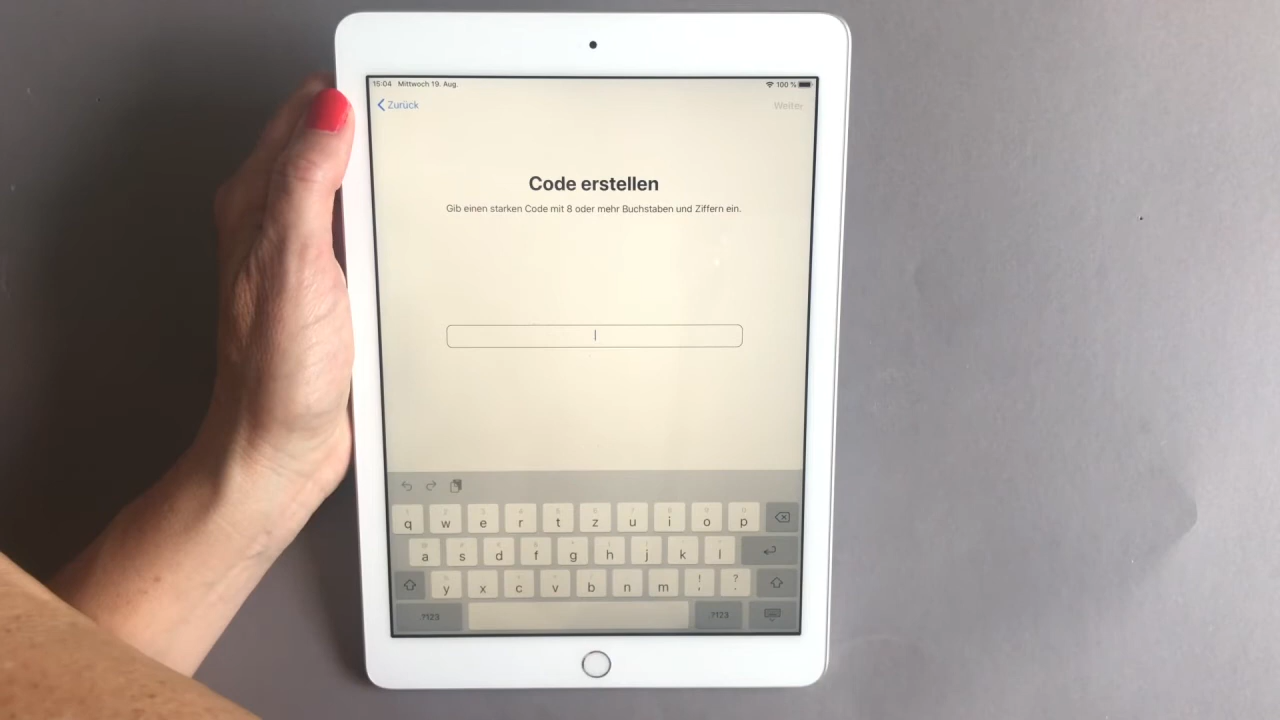 15:04 Mittwoch 19. Aug. 100 %
Zurück Weiter
Code erstellen
Gib einen starken Code mit 8 oder mehr Buchstaben und Ziffern ein.
q w e r t z u i o p
a s d f g h j k l
y x c v b n m ! , ? .
.?123 .?123